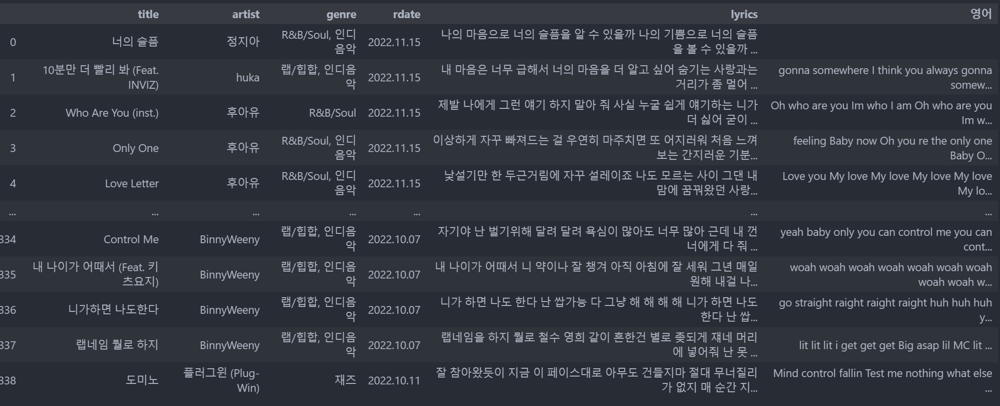 title artist genre rdate lyrics 영어
0 너의 슬픔 정지아 R&B/Soul, 인디음악 2022.11.15 나의 마음으로 너의 슬픔을 알 수 있을까 나의 기쁨으로 너의 슬픔을 볼 수 있을까 ...
1 10분만 더 빨리 봐 (Feat. INVIZ) huka 랩/힙합, 인디음악 2022.11.15 내 마음은 너무 급해서 너의 마음을 더 알고 싶어 숨기는 사랑과는 거리가 좀 멀어 ... gonna somewhere I think you always gonna somew...
2 Who Are You (inst.) 후아유 R&B/Soul 2022.11.15 제발 나에게 그런 얘기 하지 말아 줘 사실 누굴 쉽게 얘기하는 니가 더 싫어 굳이 ... Oh who are you Im who I am Oh who are you Im w...
3 Only One 후아유 R&B/Soul, 인디음악 2022.11.15 이상하게 자꾸 빠져드는 걸 우연히 마주치면 또 어지러워 처음 느껴보는 간지러운 기분... feeling Baby now Oh you re the only one Baby O...
4 Love Letter 후아유 R&B/Soul, 인디음악 2022.11.15 낯설기만 한 두근거림에 자꾸 설레이죠 나도 모르는 사이 그댄 내 맘에 꿈꿔왔던 사랑... Love you My love My love My love My love My lo...
... ... ... ... ... ... ...
334 Control Me BinnyWeeny 랩/힙합, 인디음악 2022.10.07 자기야 난 벌기위해 달려 달려 욕심이 많아도 너무 많아 근데 내 껀 너에게 다 줘 ... yeah baby only you can control me you can cont...
335 내 나이가 어때서 (Feat. 키츠요지) BinnyWeeny 랩/힙합, 인디음악 2022.10.07 내 나이가 어때서 니 약이나 잘 챙겨 아직 아침에 잘 세워 그년 매일 원해 내걸 나... woah woah woah woah woah woah woah woah woah w...
336 니가하면 나도한다 BinnyWeeny 랩/힙합, 인디음악 2022.10.07 니가 하면 나도 한다 난 쌉가능 다 그냥 해 해 해 해 니가 하면 나도 한다 난 쌉... go straight raight raight raight huh huh huh y...
337 랩네임 뭘로 하지 BinnyWeeny 랩/힙합, 인디음악 2022.10.07 랩네임을 하지 뭘로 철수 영희 같이 흔한건 별로 좆되게 쟤네 머리에 넣어줘 난 못 ... lit lit lit i get get get Big asap lil MC lit ...
338 도미노 플러그윈 (Plug-Win) 재즈 2022.10.11 잘 참아왔듯이 지금 이 페이스대로 아무도 건들지마 절대 무너질리가 없지 매 순간 지... Mind control fallin Test me nothing what else ...